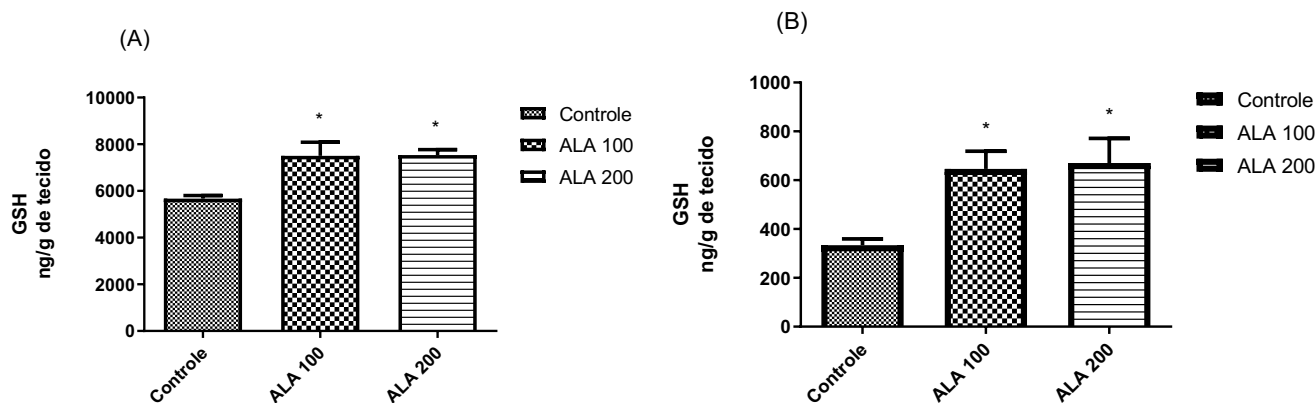 (A)
GSH
ng/g de tecido
10000
8000
6000
4000
2000
0
*
*
Controle
ALA 100
ALA 200
Controle
ALA 100
ALA 200
(B)
GSH
ng/g de tecido
1000
800
600
400
200
0
*
*
Controle
ALA 100
ALA 200
Controle
ALA 100
ALA 200